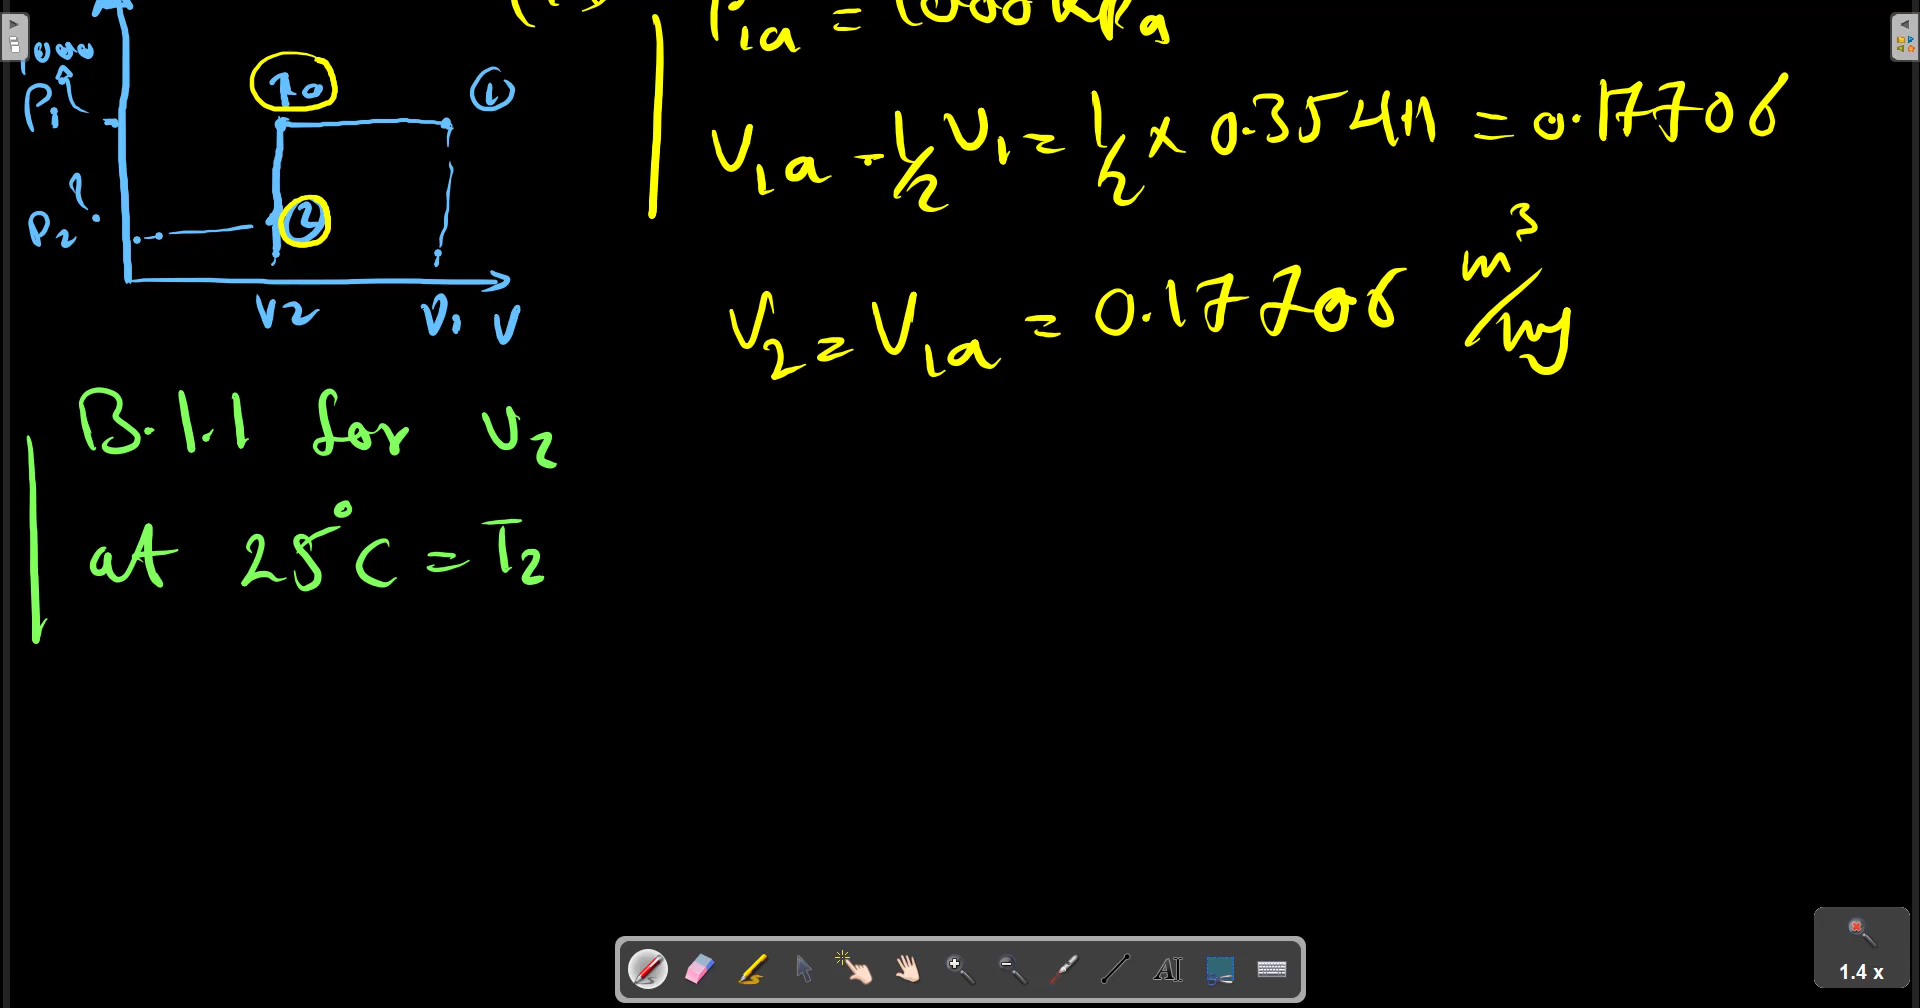 P1a = 1000 kPa
1000
1a
①
P1
V1a = 1/2 V1 = 1/2 × 0.35411 = 0.17706
P2 ?
②
V2 V1 V
V2 = V1a = 0.17706 m³/kg
B.1.1 for V2
at 25°C = T2
AI
1.4 x